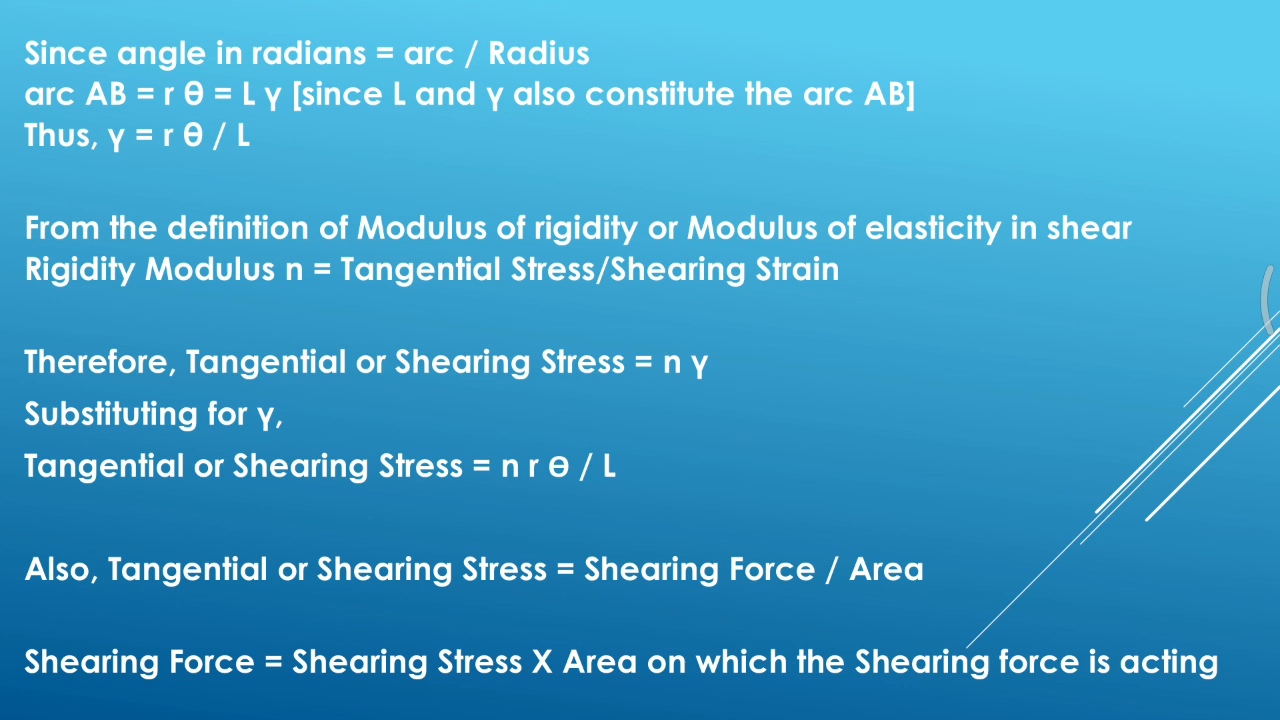 Since angle in radians = arc / Radius
arc AB = r θ = L γ [since L and γ also constitute the arc AB]
Thus, γ = r θ / L
From the definition of Modulus of rigidity or Modulus of elasticity in shear
Rigidity Modulus n = Tangential Stress/Shearing Strain
Therefore, Tangential or Shearing Stress = n γ
Substituting for γ,
Tangential or Shearing Stress = n r ɵ / L
Also, Tangential or Shearing Stress = Shearing Force / Area
Shearing Force = Shearing Stress X Area on which the Shearing force is acting